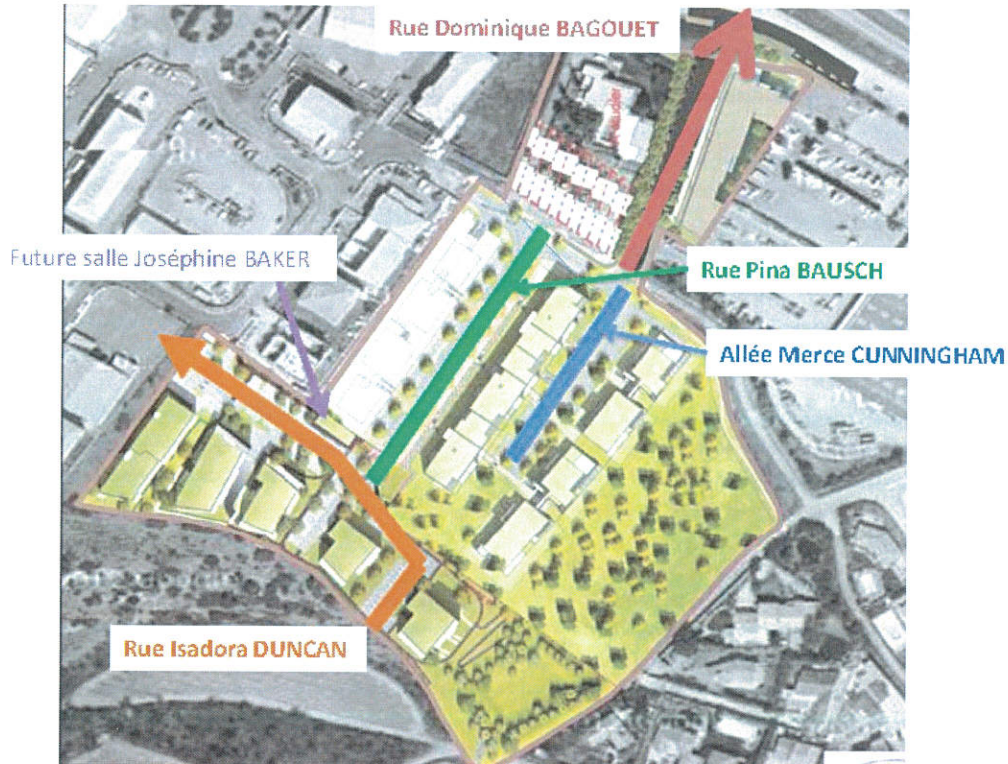 Rue Dominique BAGOUET
Future salle Joséphine BAKER
Rue Pina BAUSCH
Allée Merce CUNNINGHAM
Rue Isadora DUNCAN